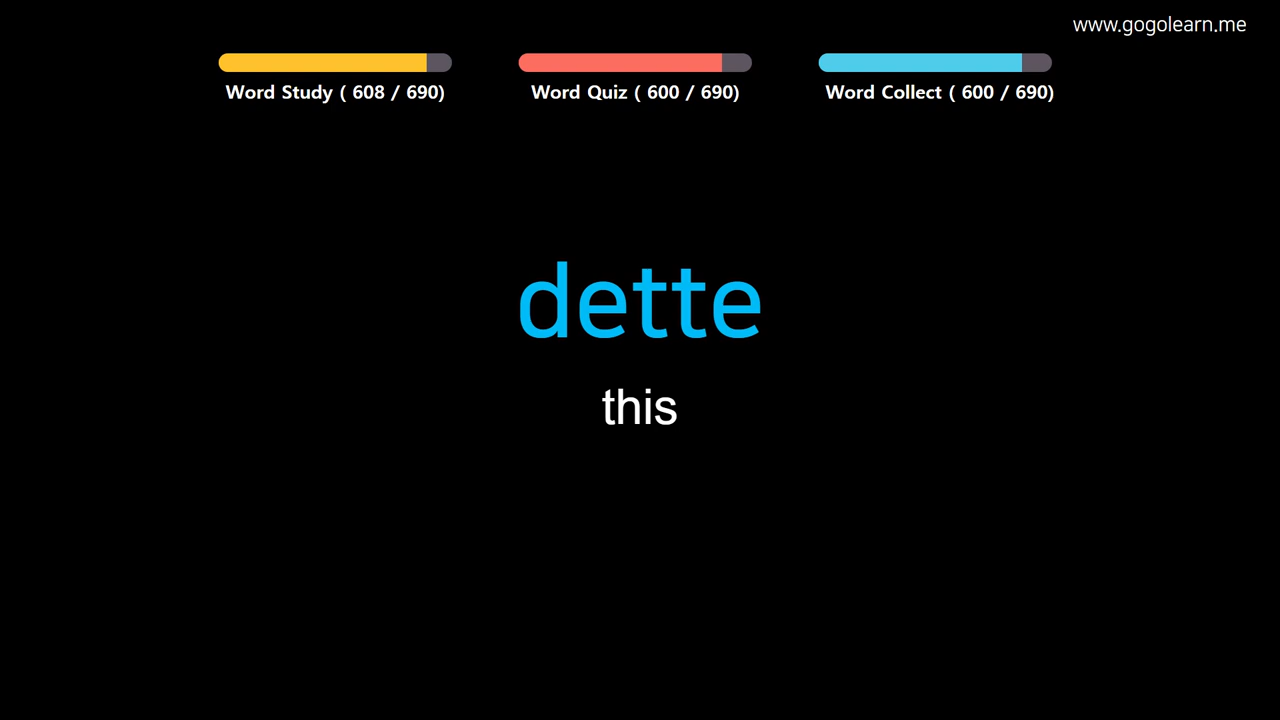 www.gogolearn.me
Word Study ( 608 / 690)
Word Quiz ( 600 / 690)
Word Collect ( 600 / 690)
dette
this